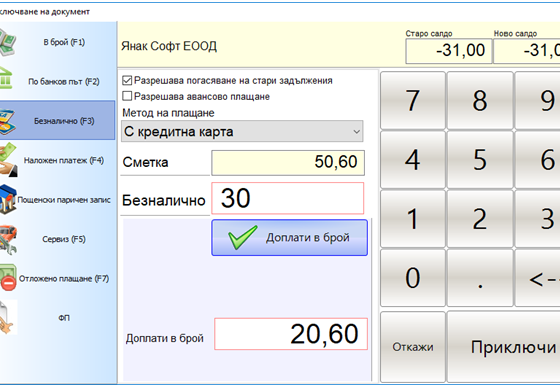 ключване на документ
В брой (F1)
По банков път (F2)
Безналично (F3)
Наложен платеж (F4)
Пощенски паричен запис
Сервиз (F5)
Отложено плащане (F7)
ФП
Янак Софт ЕООД
Старо салдо
-31,00
Ново салдо
-31,00
Разрешава погасяване на стари задължения
Разрешава авансово плащане
Метод на плащане
С кредитна карта
Сметка
50,60
Безналично
30
Доплати в брой
Доплати в брой
20,60
7 8 9
4 5 6
1 2 3
0 . <--
Откажи
Приключи